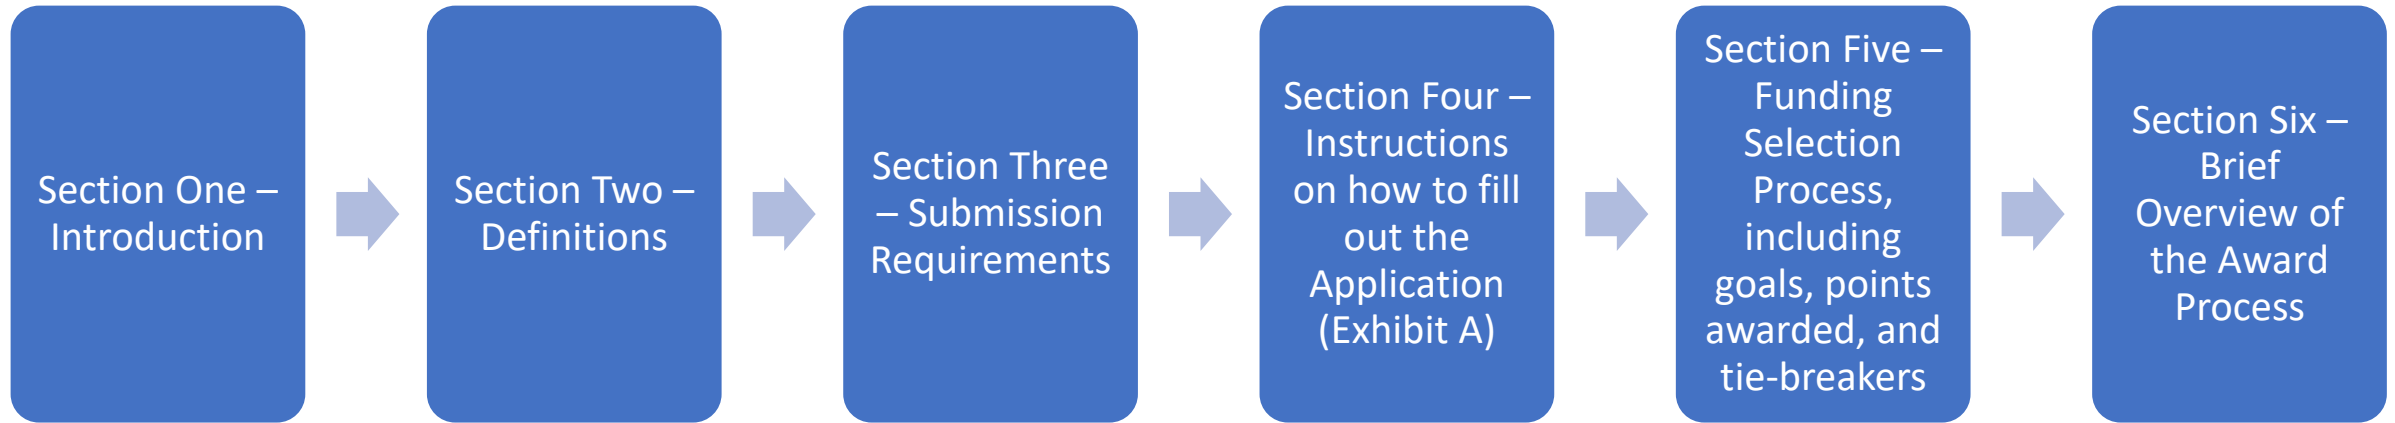 Section One –
Introduction
Section Two –
Definitions
Section Three
– Submission
Requirements
Section Four –
Instructions
on how to fill
out the
Application
(Exhibit A)
Section Five –
Funding
Selection
Process,
including
goals, points
awarded, and
tie-breakers
Section Six –
Brief
Overview of
the Award
Process